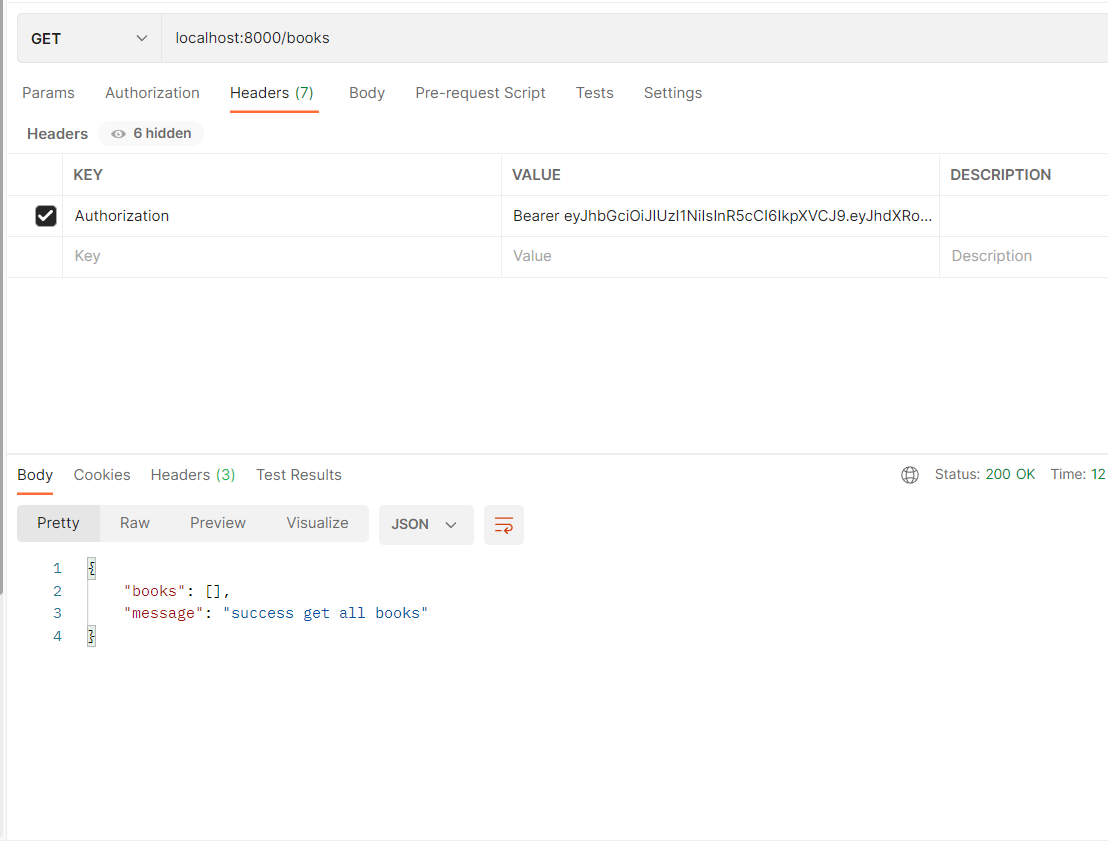 GET localhost:8000/books
Params Authorization Headers (7) Body Pre-request Script Tests Settings
Headers 6 hidden
KEY VALUE DESCRIPTION
Authorization Bearer eyJhbGciOiJIUzI1NiIsInR5cCI6IkpXVCJ9.eyJhdXRo...
Key Value Description
Body Cookies Headers (3) Test Results Status: 200 OK Time: 12
Pretty Raw Preview Visualize JSON
1 {
2 "books": [],
3 "message": "success get all books"
4 }